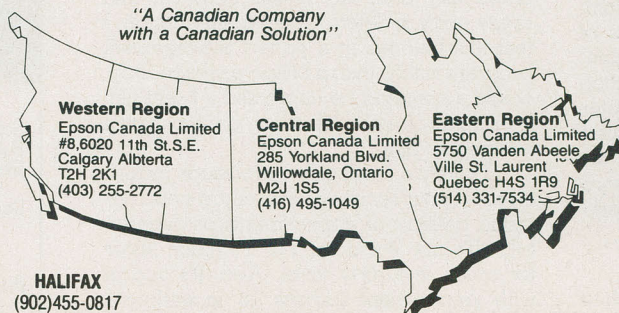 "A Canadian Company
with a Canadian Solution"
Western Region
Epson Canada Limited
#8,6020 11th St.S.E.
Calgary Albterta
T2H 2K1
(403) 255-2772
Central Region
Epson Canada Limited
285 Yorkland Blvd.
Willowdale, Ontario
M2J 1S5
(416) 495-1049
Eastern Region
Epson Canada Limited
5750 Vanden Abeele
Ville St. Laurent
Quebec H4S 1R9
(514) 331-7534
HALIFAX
(902)455-0817